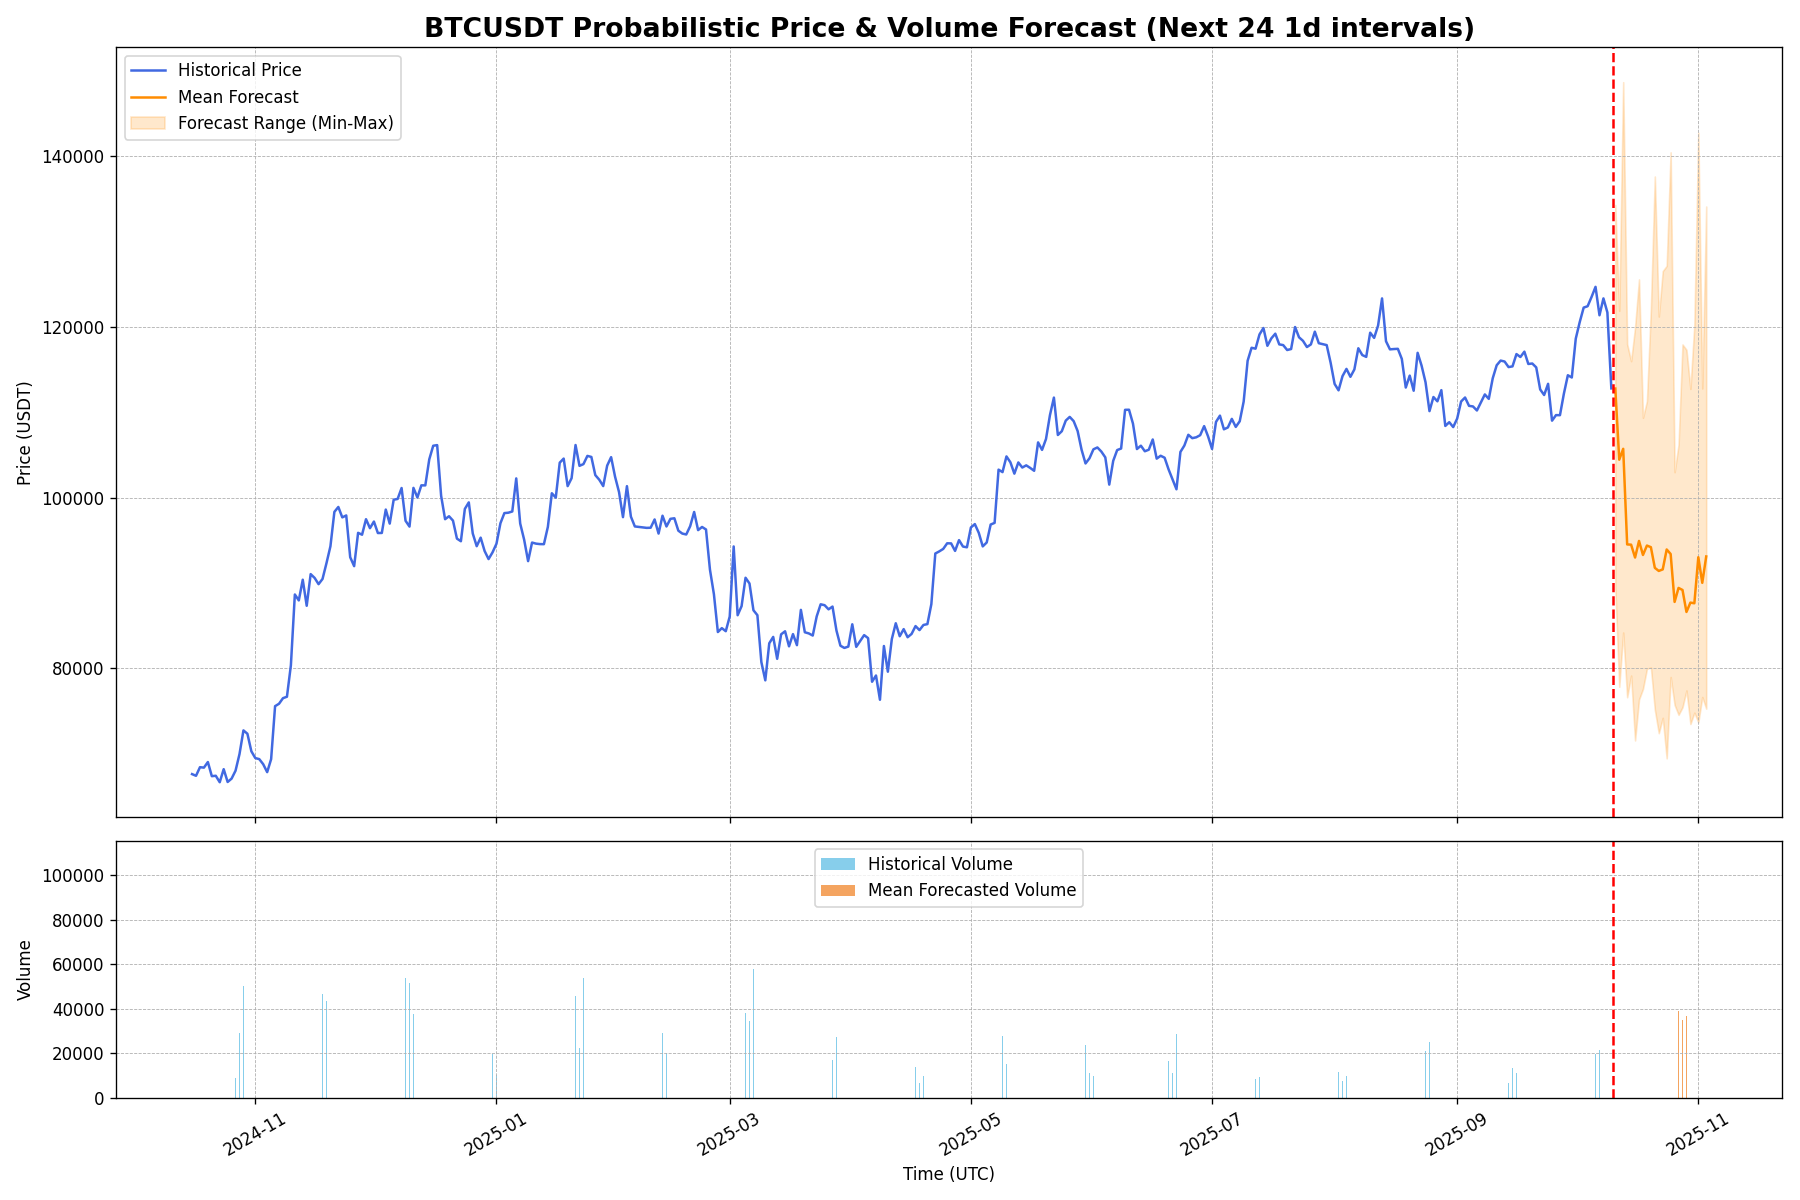 BTCUSDT Probabilistic Price & Volume Forecast (Next 24 1d intervals)
Historical Price
Mean Forecast
Forecast Range (Min-Max)
Price (USDT)
140000
120000
100000
80000
Historical Volume
Mean Forecasted Volume
Volume
100000
80000
60000
40000
20000
0
2024-11
2025-01
2025-03
2025-05
2025-07
2025-09
2025-11
Time (UTC)